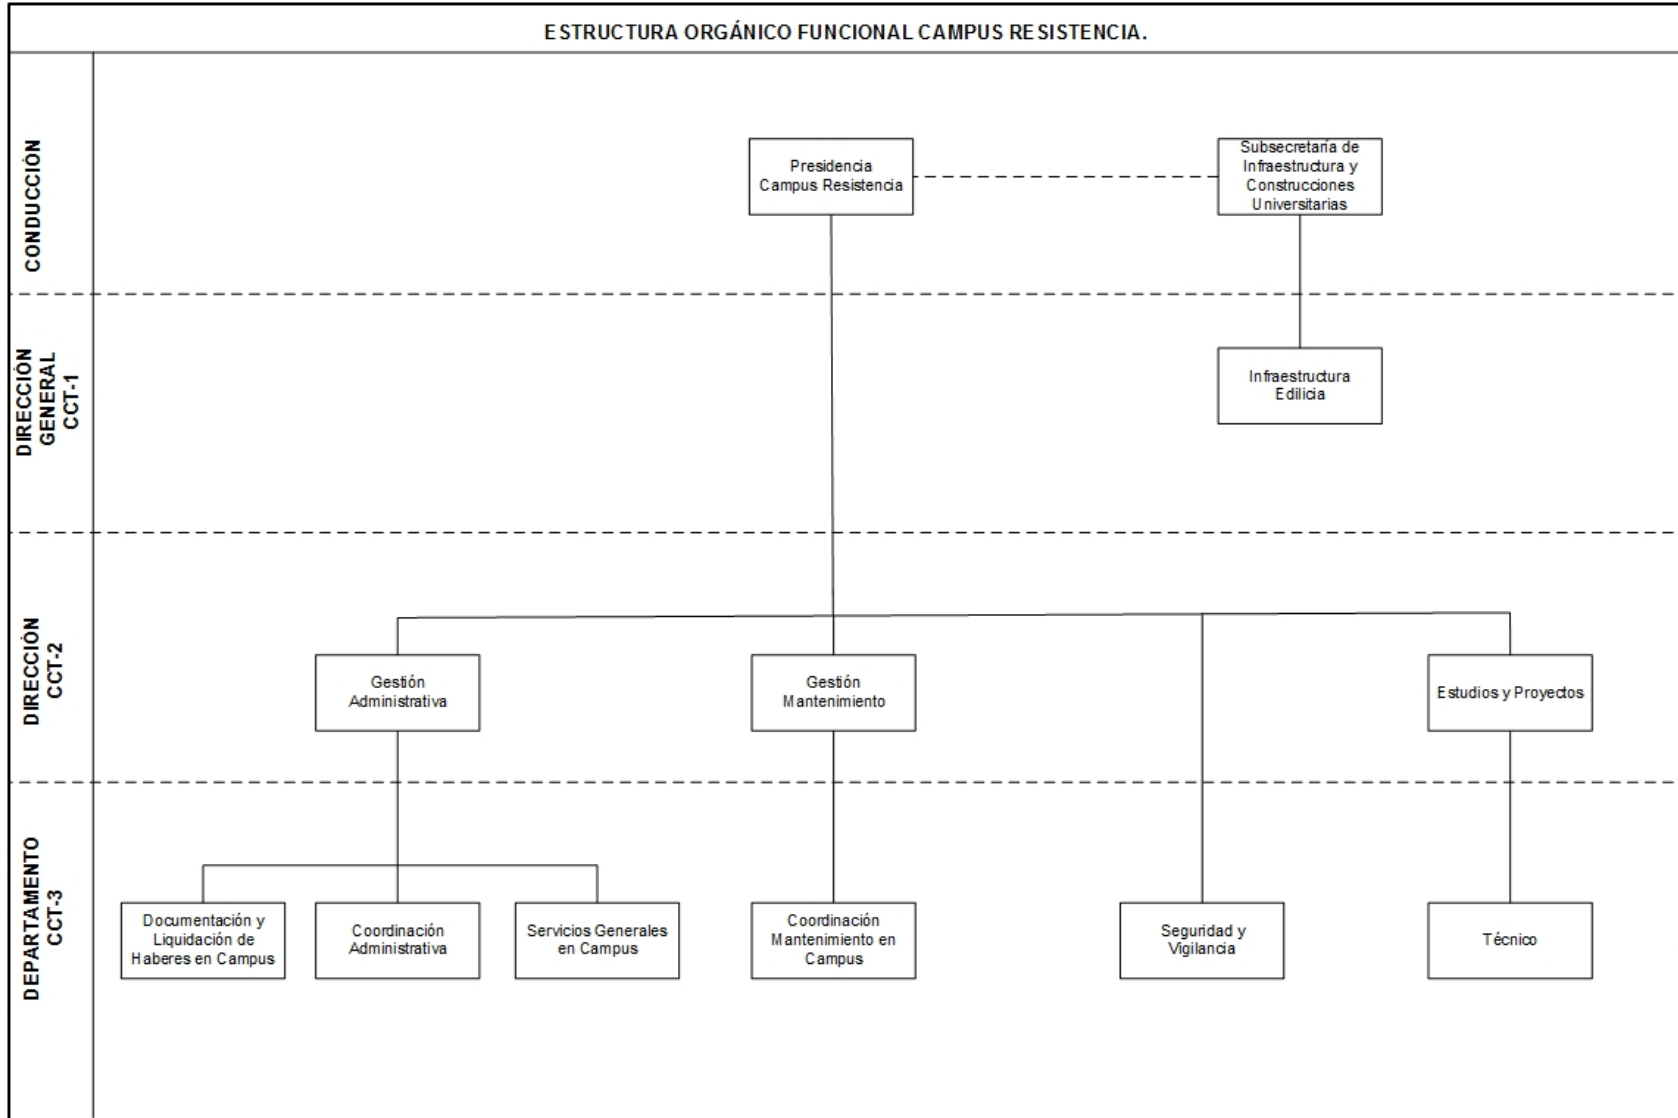 ESTRUCTURA ORGÁNICO FUNCIONAL CAMPUS RESISTENCIA.
CONDUCCIÓN
Presidencia
Campus Resistencia
Subsecretaría de
Infraestructura y
Construcciones
Universitarias
DIRECCIÓN
GENERAL
CCT-1
Infraestructura
Edilicia
DIRECCIÓN
CCT-2
Gestión
Administrativa
Gestión
Mantenimiento
Estudios y Proyectos
DEPARTAMENTO
CCT-3
Documentación y
Liquidación de
Haberes en Campus
Coordinación
Administrativa
Servicios Generales
en Campus
Coordinación
Mantenimiento en
Campus
Seguridad y
Vigilancia
Técnico